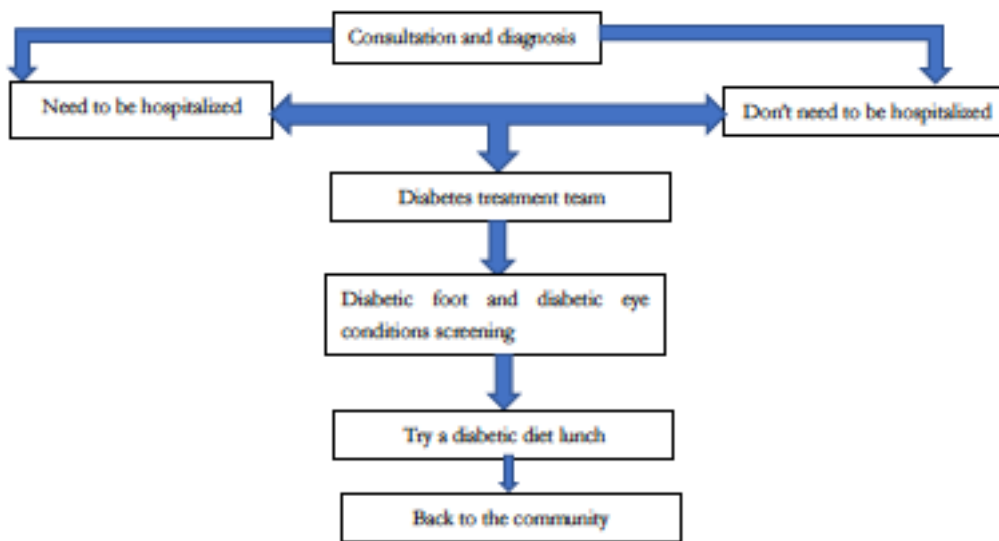 Consultation and diagnosis
Need to be hospitalized
Don't need to be hospitalized
Diabetes treatment team
Diabetic foot and diabetic eye
conditions screening
Try a diabetic diet lunch
Back to the community